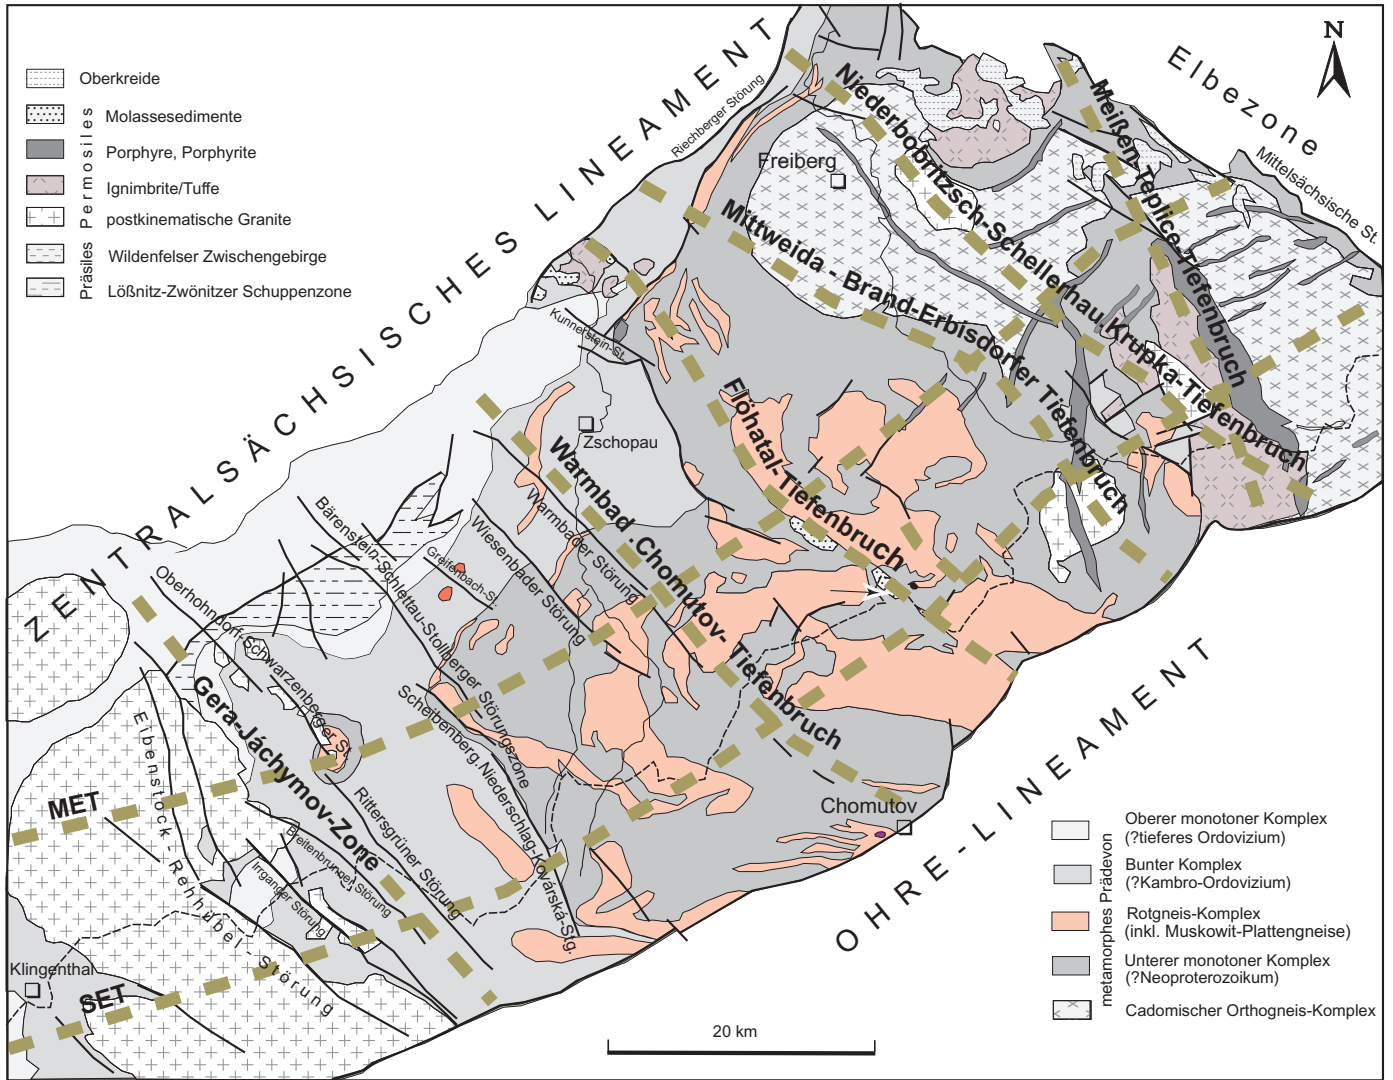 Oberkreide
Molassesedimente
Porphyre, Porphyrite
Ignimbrite/Tuffe
postkinematische Granite
Wildenfelser Zwischengebirge
Lößnitz-Zwönitzer Schuppenzone
Permosiles
Präsiles
ZENTRALSÄCHSISCHES LINEAMENT
Riechberger Störung
Elbezone
Mittelsächsische St.
N
Freiberg
Niederbobritzsch-Schellerhau.Krupka-Tiefenbruch
Meißen-Teplice-Tiefenbruch
Mittweida - Brand-Erbisdorfer Tiefenbruch
Kunnerstein-St.
Flöhatal-Tiefenbruch
Zschopau
Warmbad .Chomutov- Tiefenbruch
Warmbader Störung
Wiesenbader Störung
Bärenstein-Schlettau-Stollberger Störungszone
Greifenbach-St.
Oberhohndorf-Schwarzenberger St.
Scheibenberg.Niederschlag-Kovárská-Stg.
Gera-Jáchymov-Zone
Eibenstock-Rehhübel-Störung
Rittersgrüner Störung
Breitenbrunner Störung
Irrganger Störung
MET
SET
Klingenthal
Chomutov
OHRE-LINEAMENT
20 km
metamorphes Prädevon
Oberer monotoner Komplex
(?tieferes Ordovizium)
Bunter Komplex
(?Kambro-Ordovizium)
Rotgneis-Komplex
(inkl. Muskowit-Plattengneise)
Unterer monotoner Komplex
(?Neoproterozoikum)
Cadomischer Orthogneis-Komplex